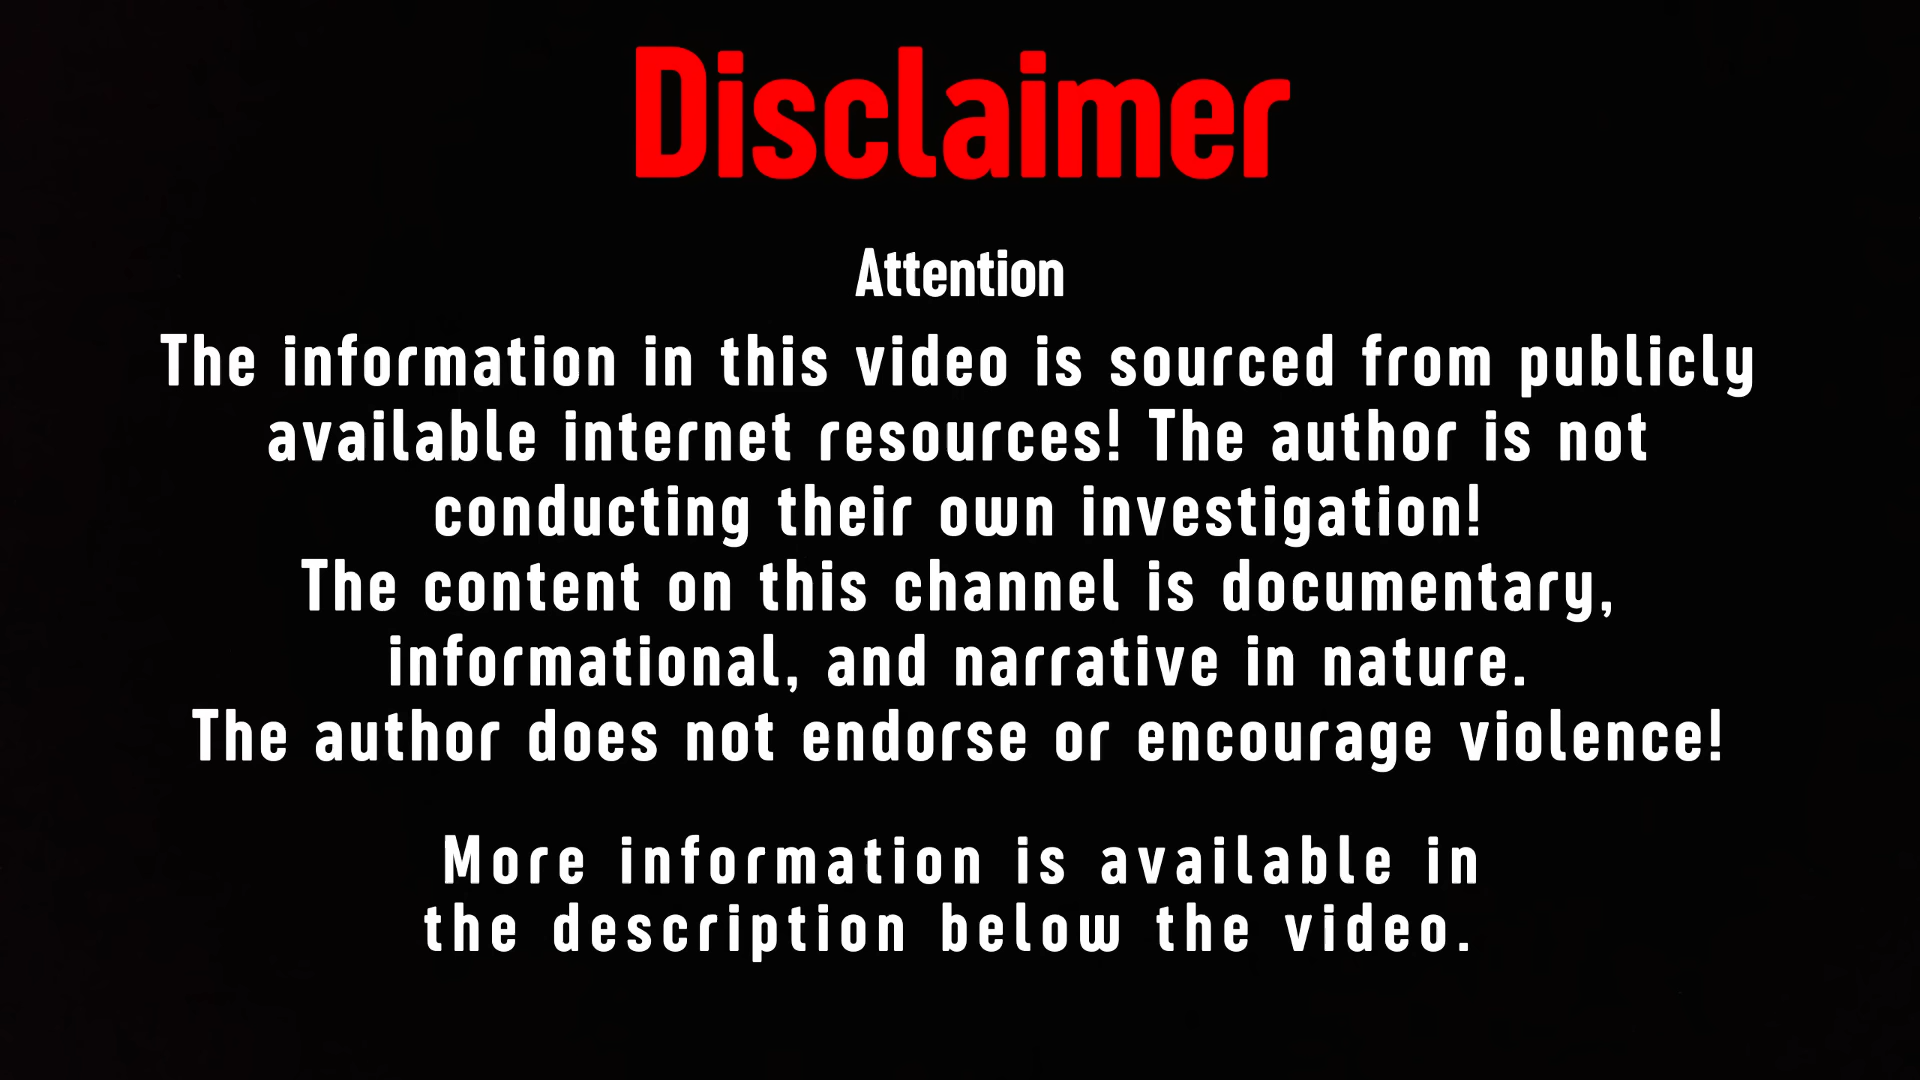 Disclaimer
Attention
The information in this video is sourced from publicly
available internet resources! The author is not
conducting their own investigation!
The content on this channel is documentary,
informational, and narrative in nature.
The author does not endorse or encourage violence!
More information is available in
the description below the video.